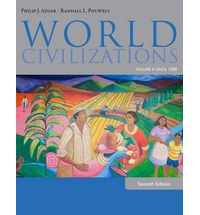 PHILIP J. ADLER | RANDALL L. POUWELS
WORLD
CIVILIZATIONS
VOLUME II: SINCE 1500
Seventh Edition